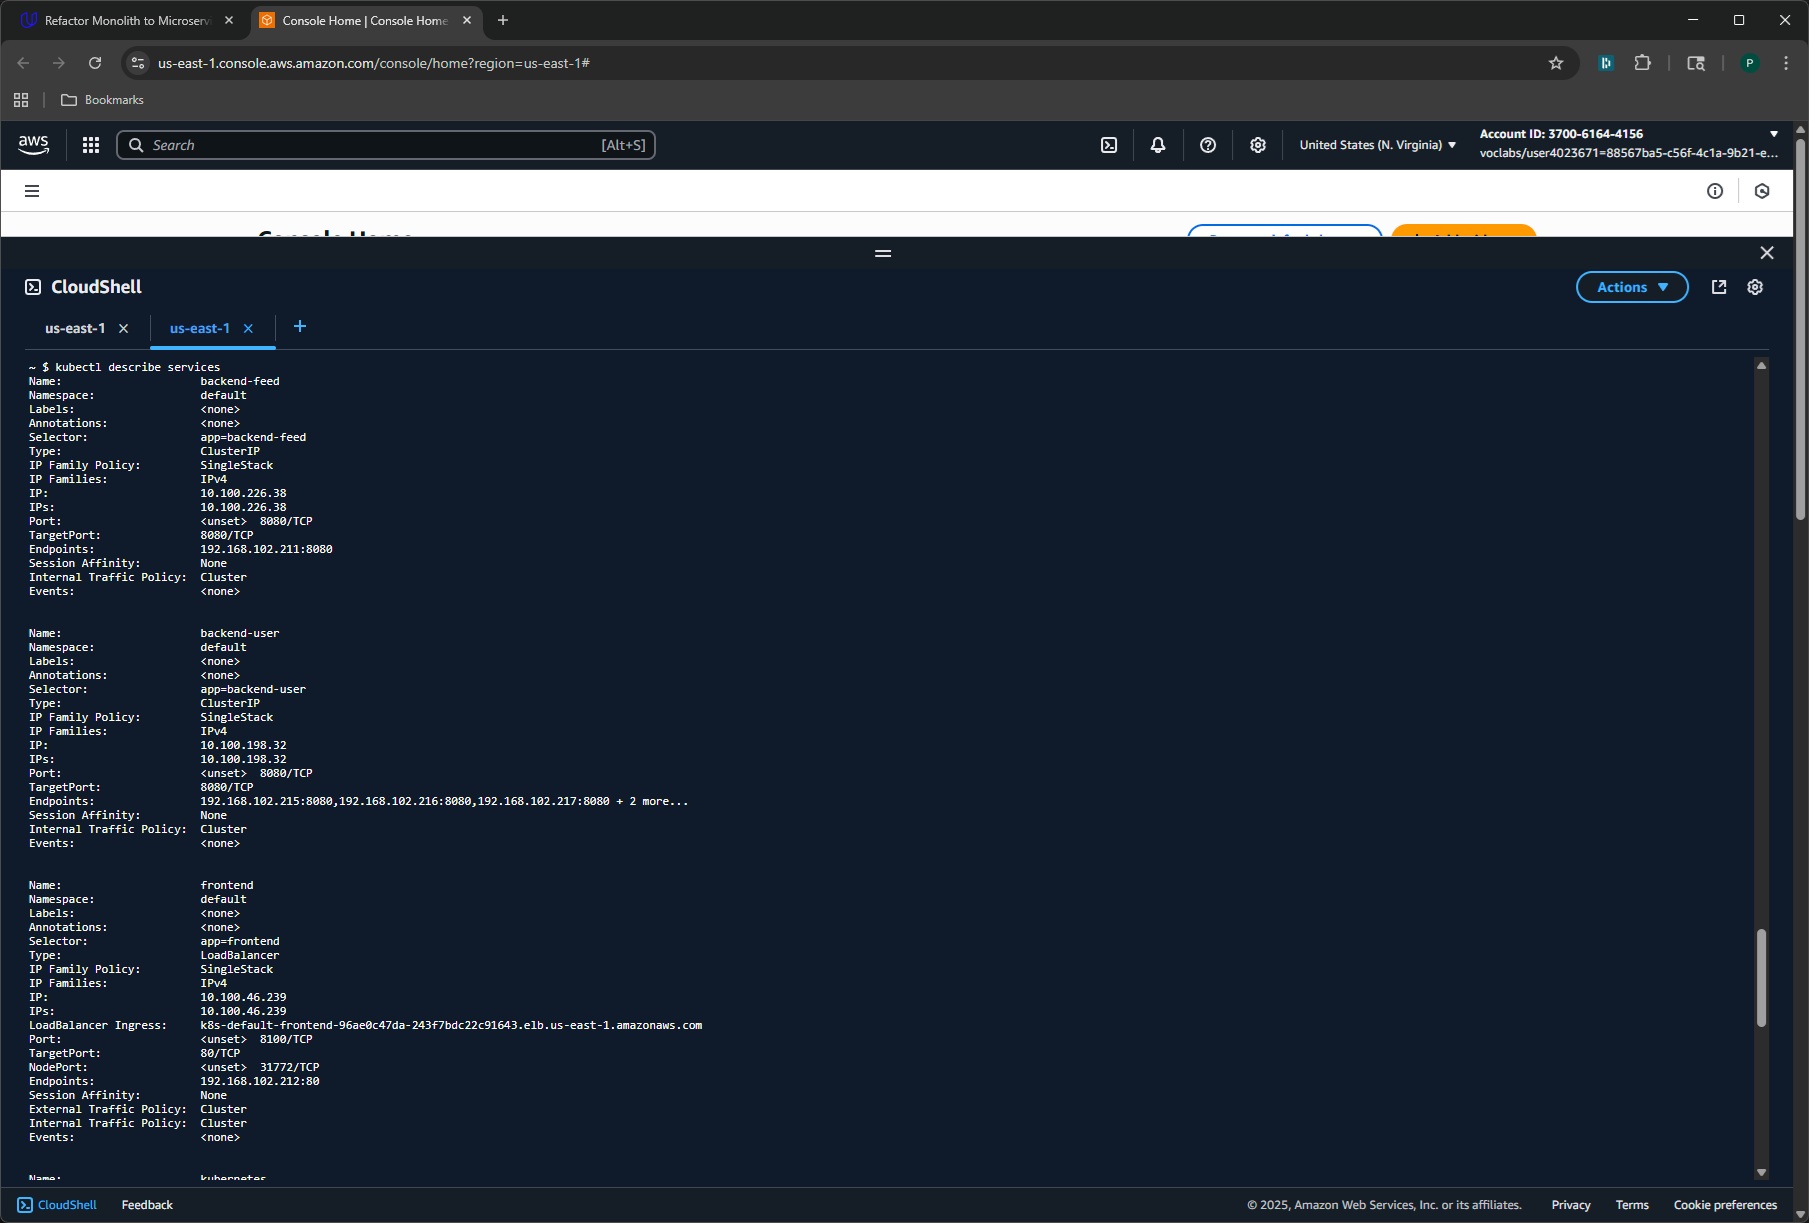 Refactor Monolith to Microserv
Console Home | Console Home
us-east-1.console.aws.amazon.com/console/home?region=us-east-1#
P
Bookmarks
aws
Search
[Alt+S]
United States (N. Virginia)
Account ID: 3700-6164-4156
voclabs/user4023671=88567ba5-c56f-4c1a-9b21-e...
Console Home
CloudShell
Actions
us-east-1
us-east-1
~ $ kubectl describe services
Name: backend-feed
Namespace: default
Labels: <none>
Annotations: <none>
Selector: app=backend-feed
Type: ClusterIP
IP Family Policy: SingleStack
IP Families: IPv4
IP: 10.100.226.38
IPs: 10.100.226.38
Port: <unset> 8080/TCP
TargetPort: 8080/TCP
Endpoints: 192.168.102.211:8080
Session Affinity: None
Internal Traffic Policy: Cluster
Events: <none>
Name: backend-user
Namespace: default
Labels: <none>
Annotations: <none>
Selector: app=backend-user
Type: ClusterIP
IP Family Policy: SingleStack
IP Families: IPv4
IP: 10.100.198.32
IPs: 10.100.198.32
Port: <unset> 8080/TCP
TargetPort: 8080/TCP
Endpoints: 192.168.102.215:8080,192.168.102.216:8080,192.168.102.217:8080 + 2 more...
Session Affinity: None
Internal Traffic Policy: Cluster
Events: <none>
Name: frontend
Namespace: default
Labels: <none>
Annotations: <none>
Selector: app=frontend
Type: LoadBalancer
IP Family Policy: SingleStack
IP Families: IPv4
IP: 10.100.46.239
IPs: 10.100.46.239
LoadBalancer Ingress: k8s-default-frontend-96ae0c47da-243f7bdc22c91643.elb.us-east-1.amazonaws.com
Port: <unset> 8100/TCP
TargetPort: 80/TCP
NodePort: <unset> 31772/TCP
Endpoints: 192.168.102.212:80
Session Affinity: None
External Traffic Policy: Cluster
Internal Traffic Policy: Cluster
Events: <none>
Name: kubernetes
CloudShell
Feedback
© 2025, Amazon Web Services, Inc. or its affiliates.
Privacy
Terms
Cookie preferences